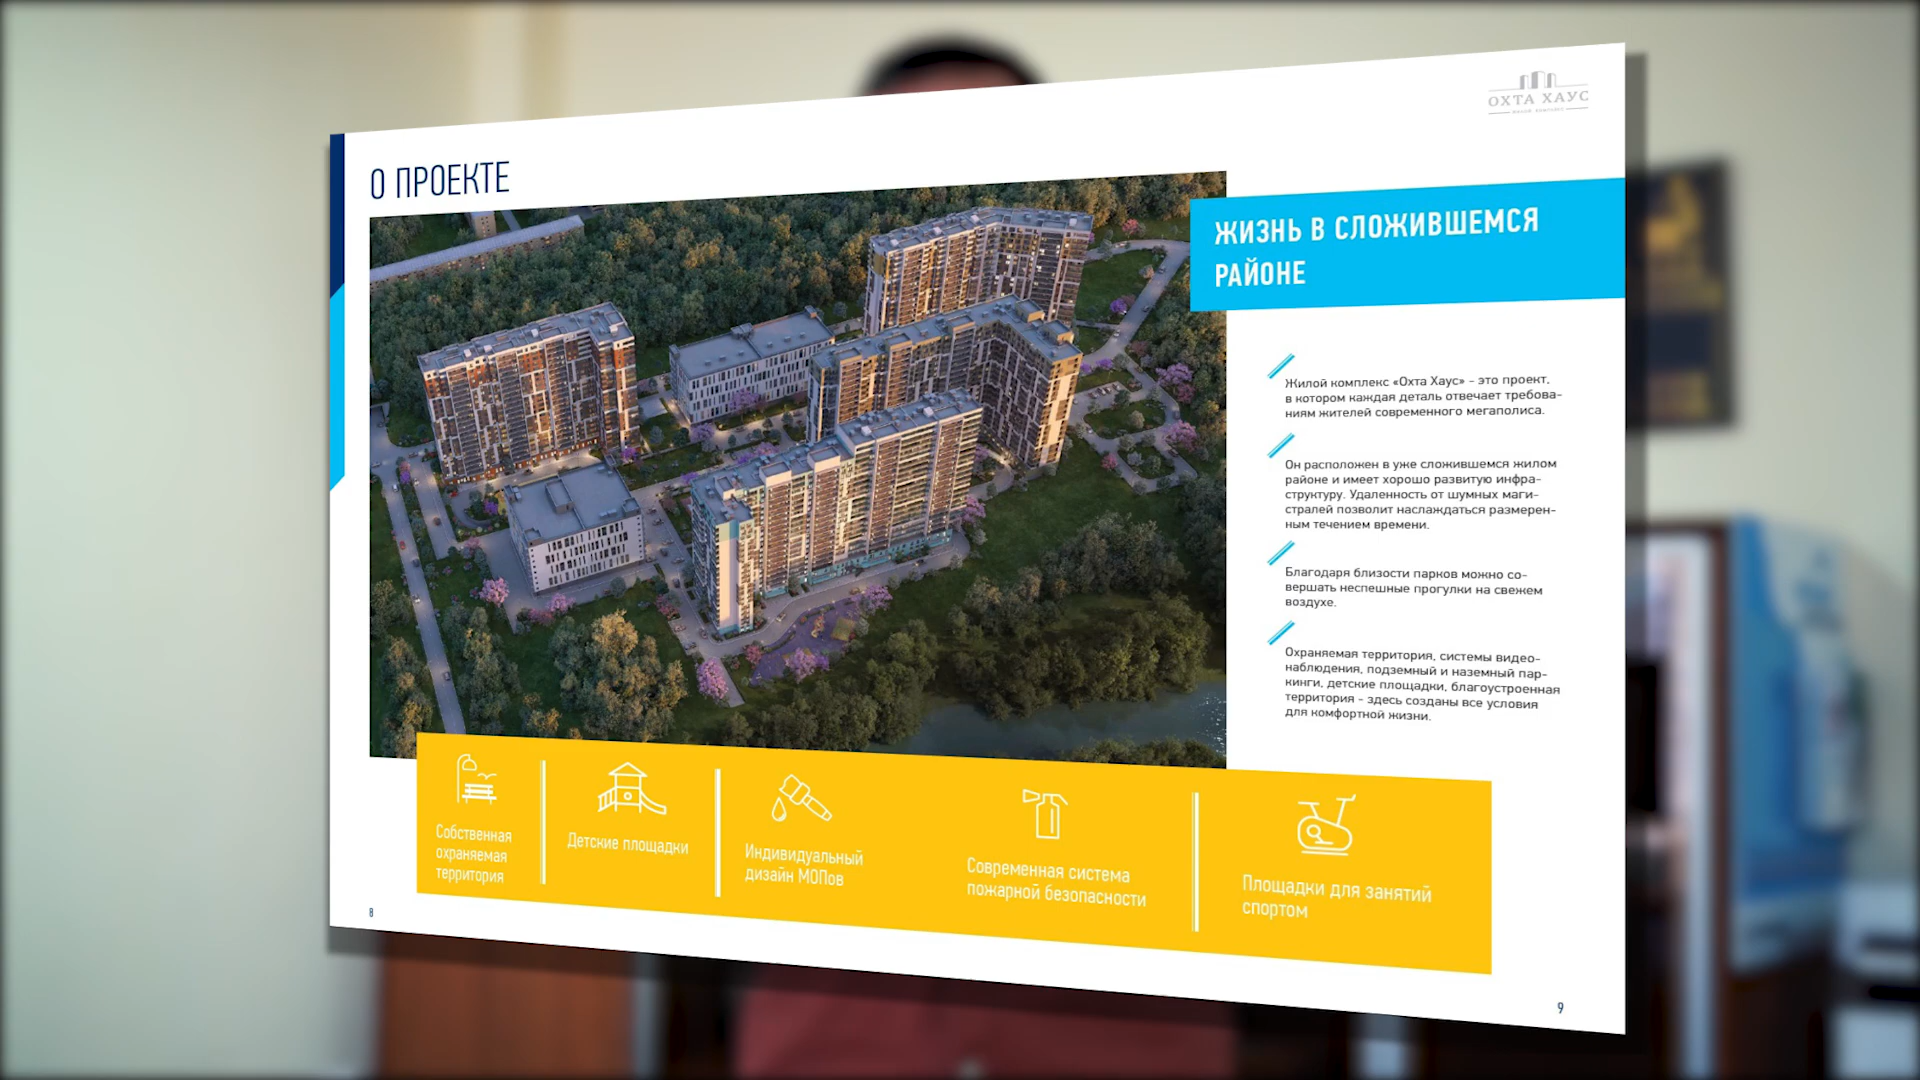 ОХТА ХАУС
О ПРОЕКТЕ
ЖИЗНЬ В СЛОЖИВШЕМСЯ
РАЙОНЕ
Жилой комплекс «Охта Хаус» - это проект,
в котором каждая деталь отвечает требова-
ниям жителей современного мегаполиса.
Он расположен в уже сложившемся жилом
районе и имеет хорошо развитую инфра-
структуру. Удаленность от шумных маги-
стралей позволит наслаждаться размерен-
ным течением времени.
Благодаря близости парков можно со-
вершать неспешные прогулки на свежем
воздухе.
Охраняемая территория, системы видео-
наблюдения, подземный и наземный пар-
кинги, детские площадки, благоустроенная
территория - здесь созданы все условия
для комфортной жизни.
Собственная
охраняемая
территория
Детские площадки
Индивидуальный
дизайн МОПов
Современная система
пожарной безопасности
Площадки для занятий
спортом
8
9